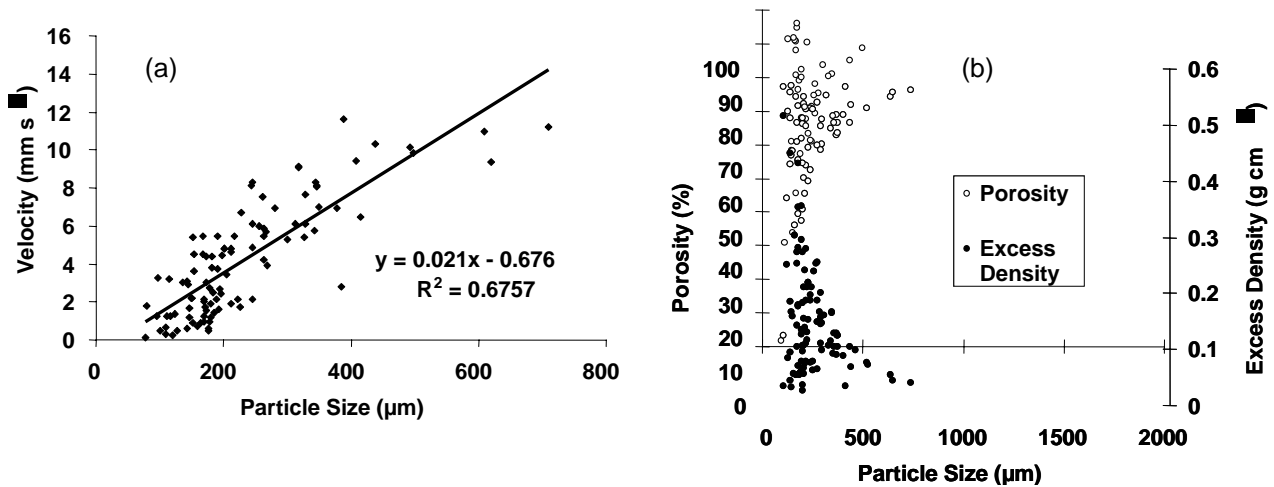 (a)
Velocity (mm s )
16
14
12
10
8
6
4
2
0
0 200 400 600 800
Particle Size (µm)
y = 0.021x - 0.676
R² = 0.6757
(b)
Porosity (%)
100
90
80
70
60
50
40
30
20
10
0
0 500 1000 1500 2000
Particle Size (µm)
Porosity
Excess
Density
0.6
0.5
0.4
0.3
0.2
0.1
0
Excess Density (g cm )